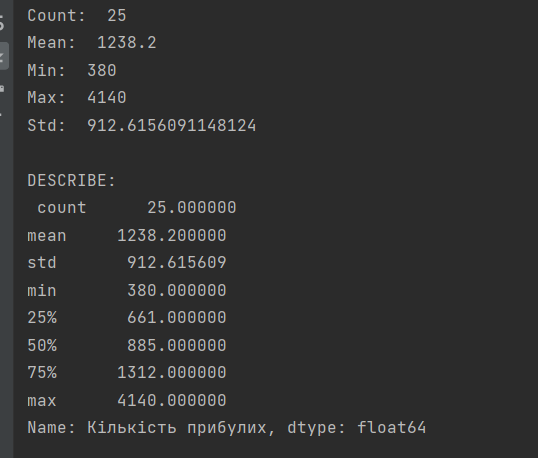 Count:  25
Mean:  1238.2
Min:  380
Max:  4140
Std:  912.6156091148124
DESCRIBE:
 count      25.000000
mean     1238.200000
std       912.615609
min       380.000000
25%       661.000000
50%       885.000000
75%      1312.000000
max      4140.000000
Name: Кількість прибулих, dtype: float64